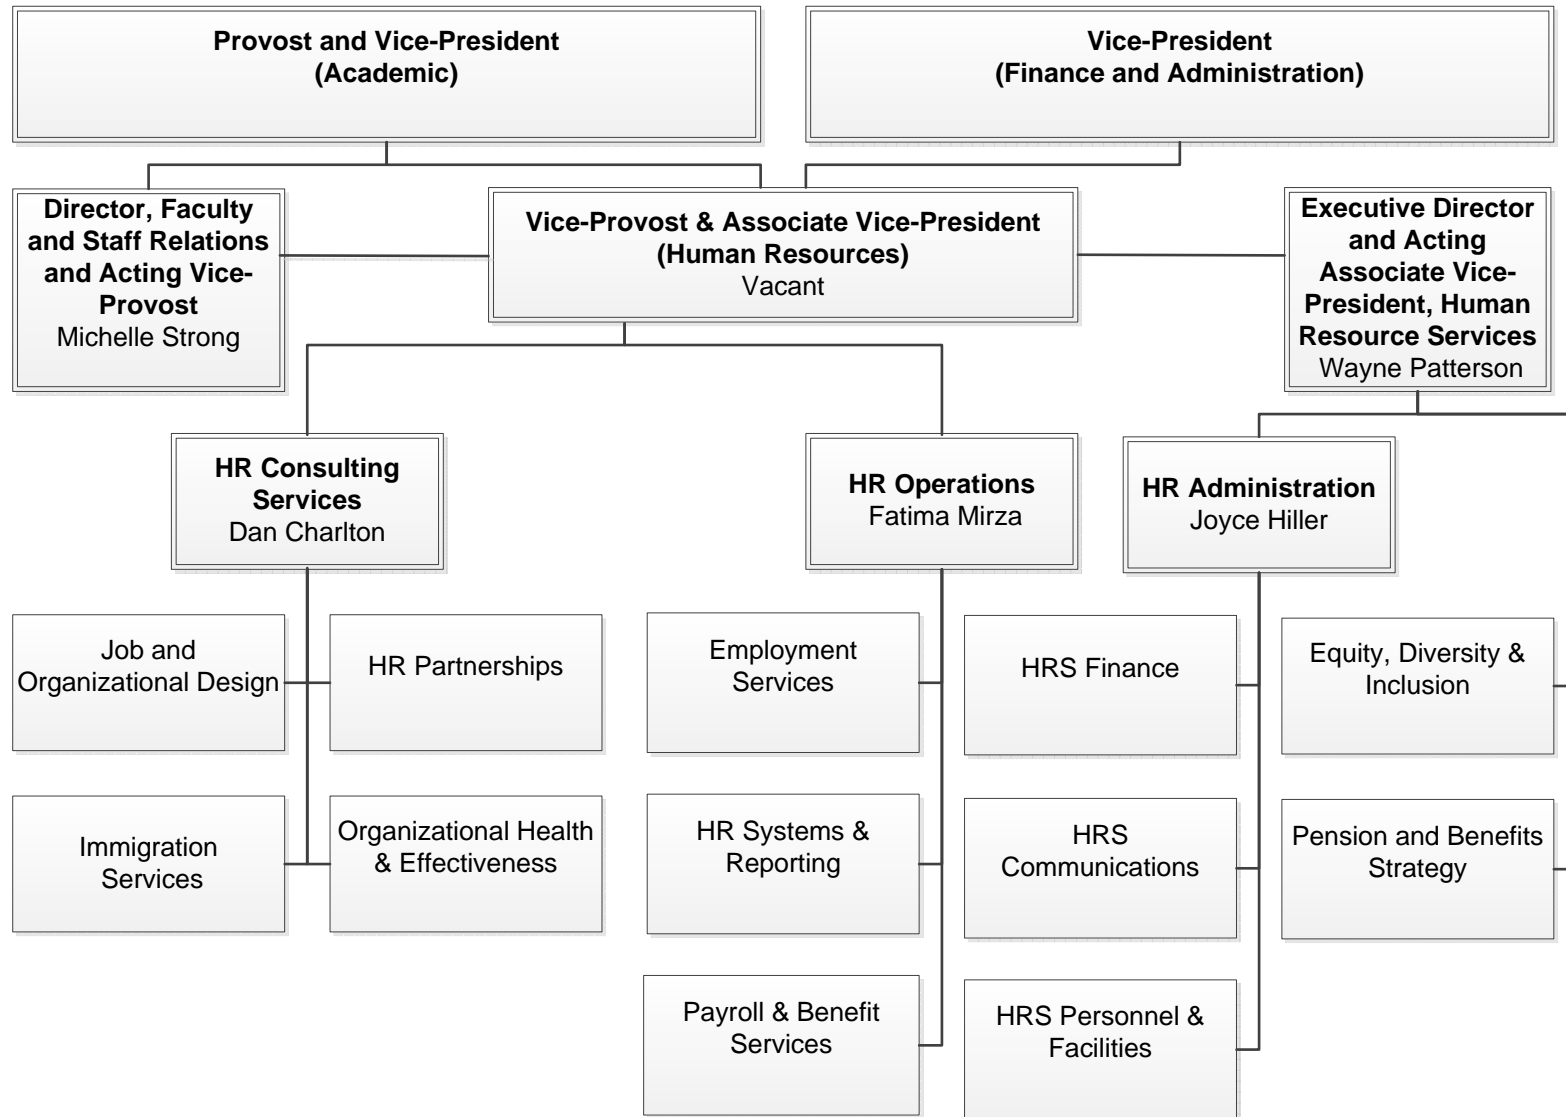 Provost and Vice-President
(Academic)
Vice-President
(Finance and Administration)
Director, Faculty
and Staff Relations
and Acting Vice-
Provost
Michelle Strong
Vice-Provost & Associate Vice-President
(Human Resources)
Vacant
Executive Director
and Acting
Associate Vice-
President, Human
Resource Services
Wayne Patterson
HR Consulting
Services
Dan Charlton
HR Operations
Fatima Mirza
HR Administration
Joyce Hiller
Job and
Organizational Design
HR Partnerships
Employment
Services
HRS Finance
Equity, Diversity &
Inclusion
Immigration
Services
Organizational Health
& Effectiveness
HR Systems &
Reporting
HRS
Communications
Pension and Benefits
Strategy
Payroll & Benefit
Services
HRS Personnel &
Facilities